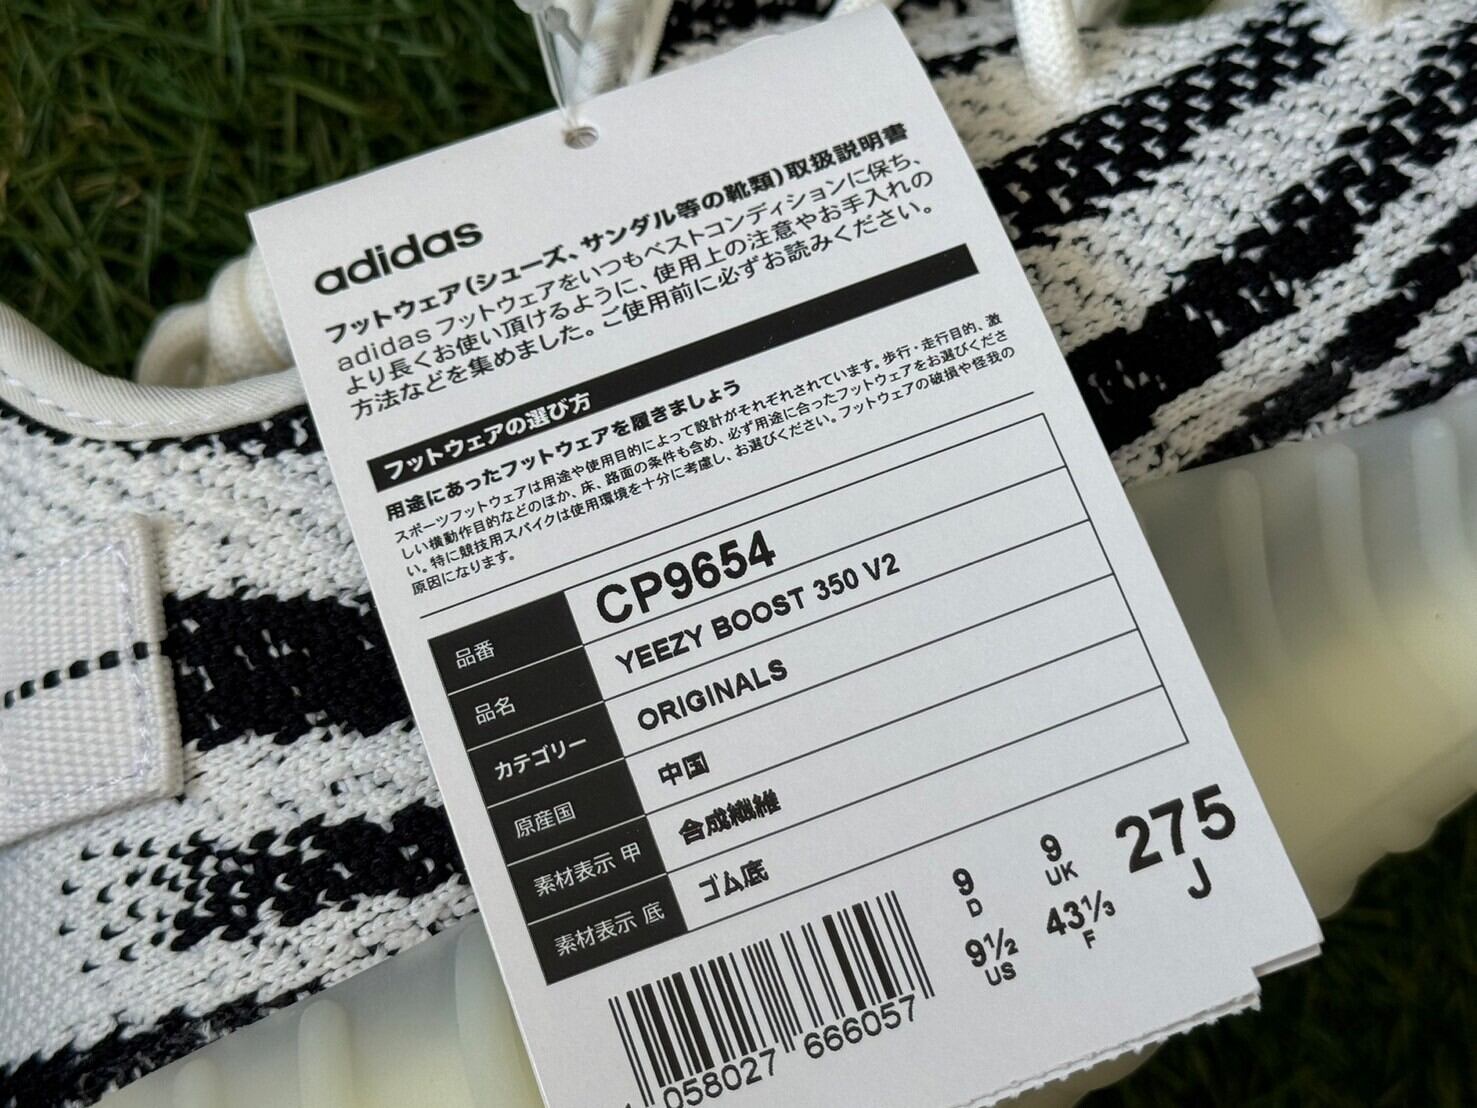 adidas
フットウェア(シューズ、サンダル等の靴類)取扱説明書
adidas フットウェアをいつもベストコンディションに保ち、
より長くお使い頂けるように、使用上の注意やお手入れの
方法などを集めました。ご使用前に必ずお読みください。
フットウェアの選び方
用途にあったフットウェアを履きましょう
スポーツフットウェアは用途や使用目的によって設計がそれぞれされています。歩行・走行目的、激
しい横動作目的などのほか、床、路面の条件も含め、必ず用途に合ったフットウェアをお選びくださ
い。特に競技用スパイクは使用環境を十分に考慮し、お選びください。フットウェアの破損や怪我の
原因になります。
品番 CP9654
品名 YEEZY BOOST 350 V2
カテゴリー ORIGINALS
原産国 中国
素材表示 甲 合成繊維
素材表示 底 ゴム底
9 D
9 UK
275 J
9½ US
43⅓ F
058027 666057